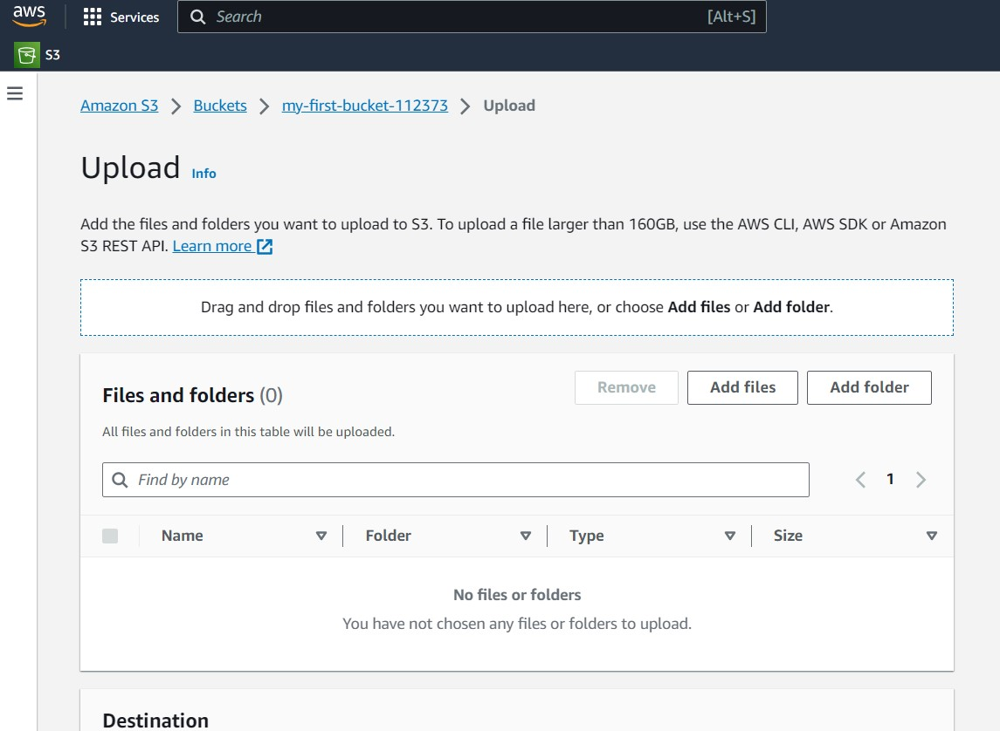 aws
Services
Search [Alt+S]
S3
Amazon S3 > Buckets > my-first-bucket-112373 > Upload
Upload Info
Add the files and folders you want to upload to S3. To upload a file larger than 160GB, use the AWS CLI, AWS SDK or Amazon
S3 REST API. Learn more
Drag and drop files and folders you want to upload here, or choose Add files or Add folder.
Files and folders (0)
Remove
Add files
Add folder
All files and folders in this table will be uploaded.
Find by name
1
Name Folder Type Size
No files or folders
You have not chosen any files or folders to upload.
Destination